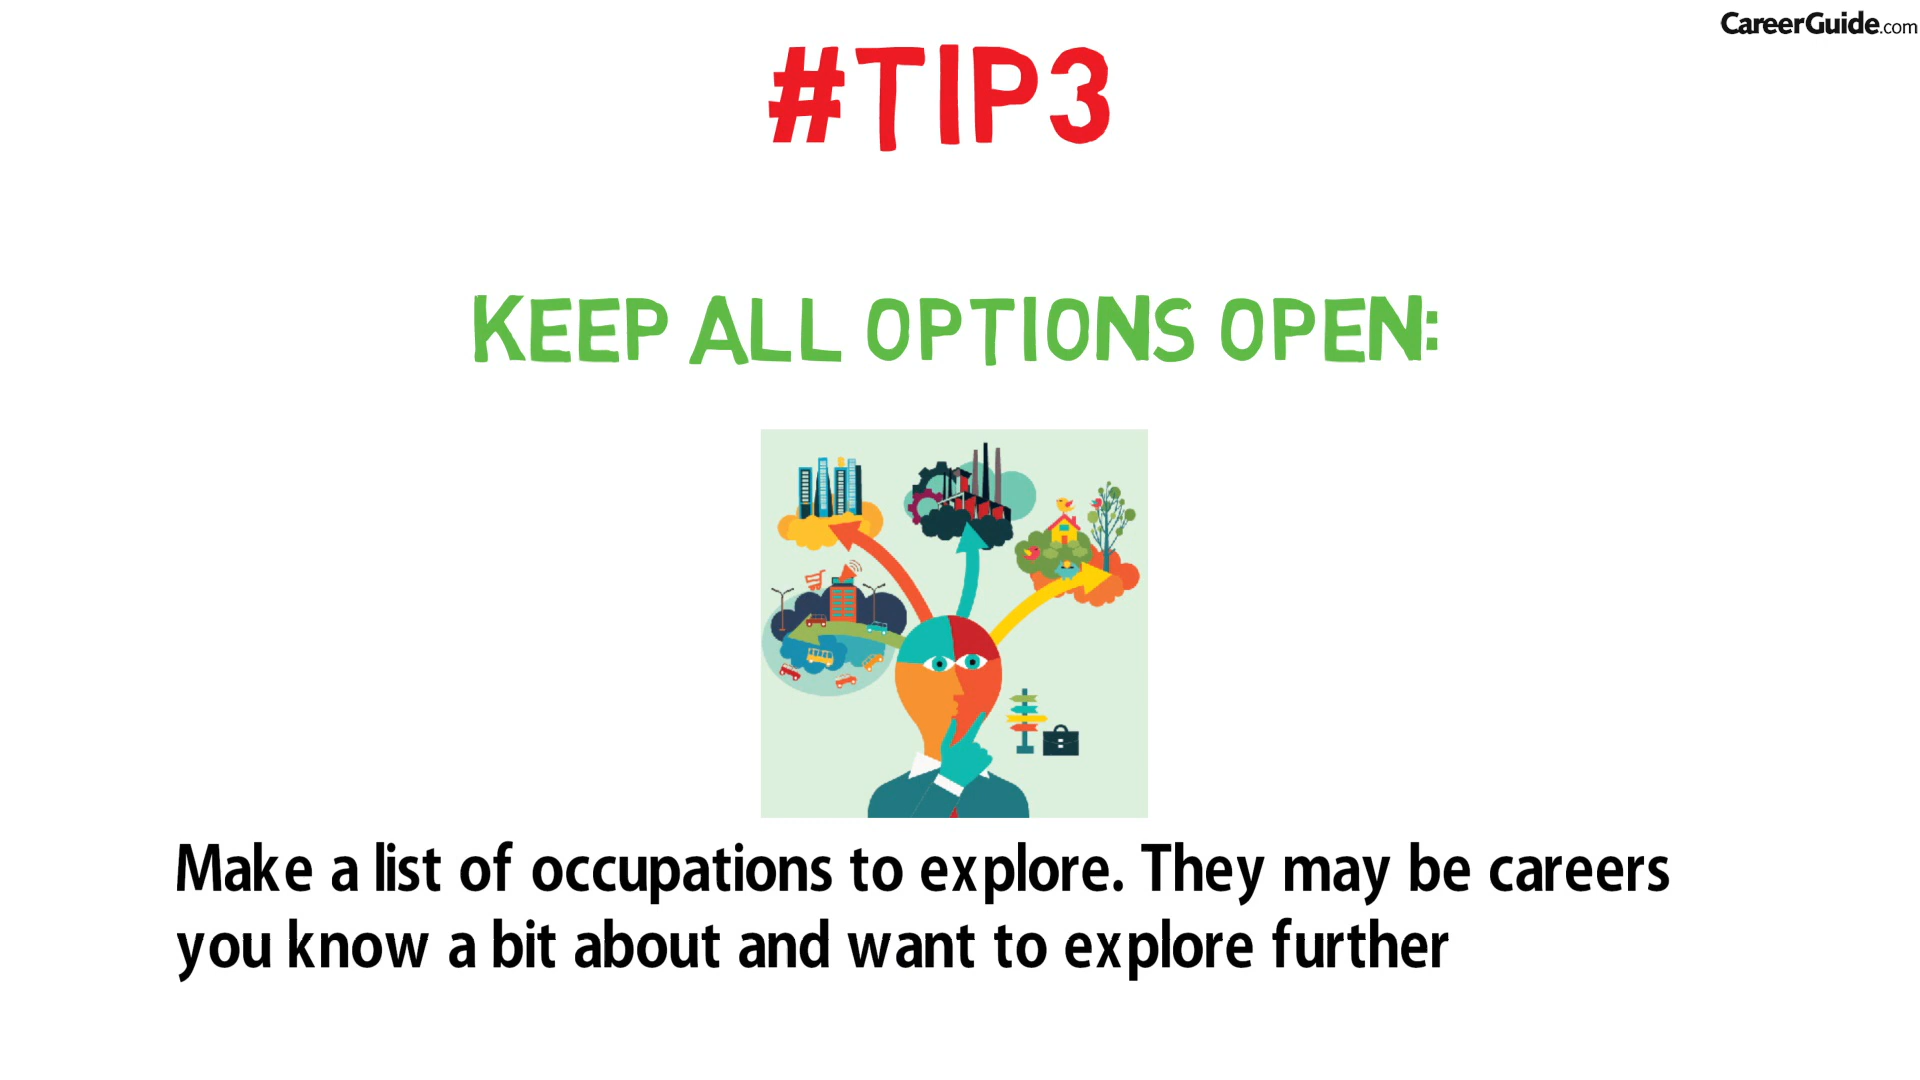 CareerGuide.com
#TIP3
KEEP ALL OPTIONS OPEN:
Make a list of occupations to explore. They may be careers
you know a bit about and want to explore further